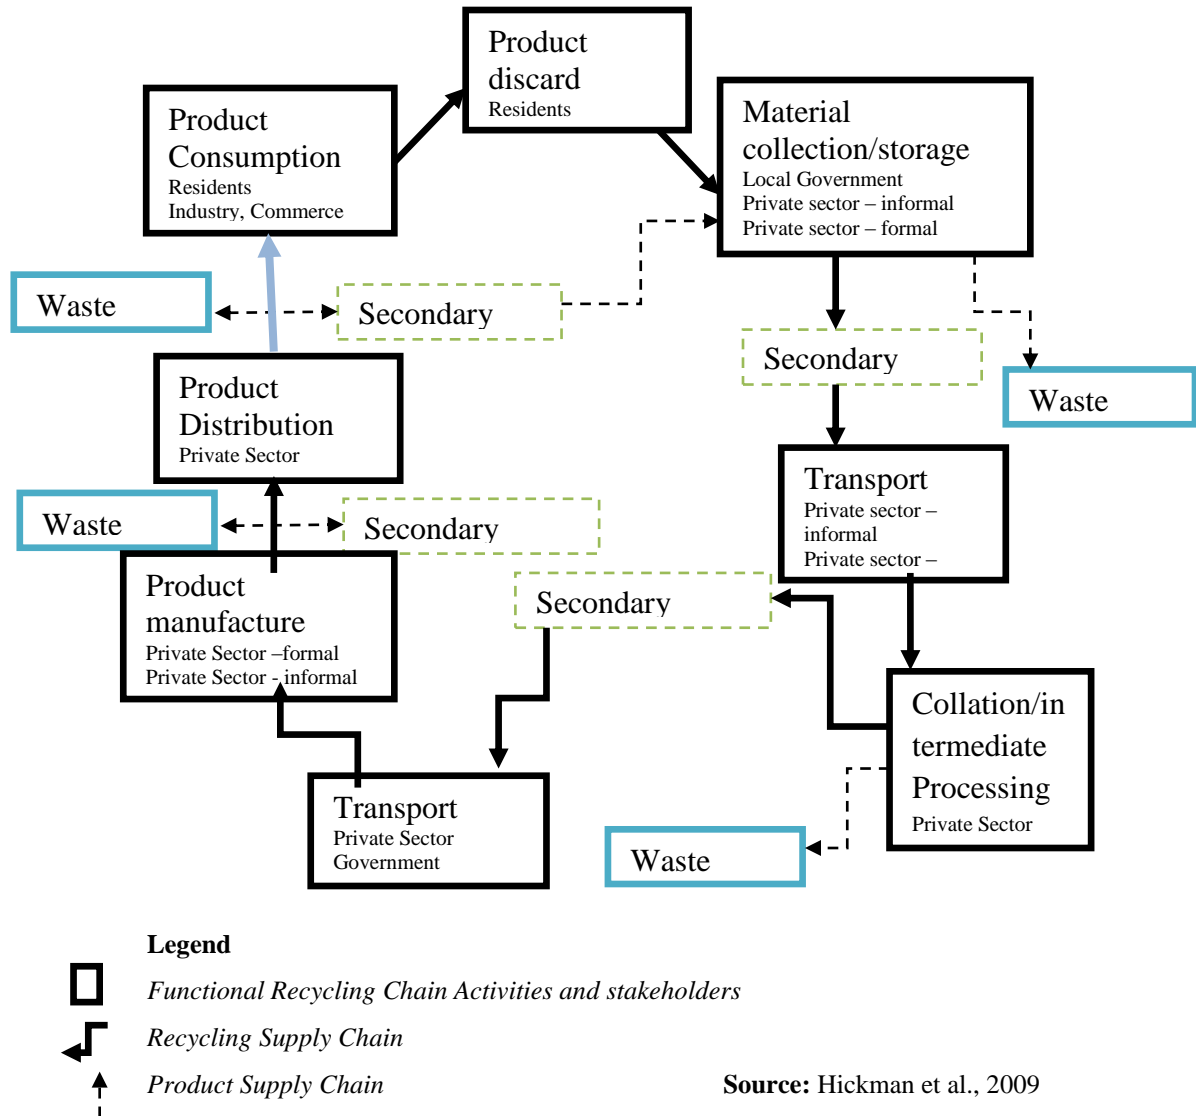 Product
discard
Residents
Product
Consumption
Residents
Industry, Commerce
Material
collection/storage
Local Government
Private sector – informal
Private sector – formal
Waste
Secondary
Secondary
Waste
Product
Distribution
Private Sector
Transport
Private sector –
informal
Private sector –
Waste
Secondary
Product
manufacture
Private Sector –formal
Private Sector - informal
Secondary
Collation/in
termediate
Processing
Private Sector
Transport
Private Sector
Government
Waste
Legend
Functional Recycling Chain Activities and stakeholders
Recycling Supply Chain
Product Supply Chain
Source: Hickman et al., 2009